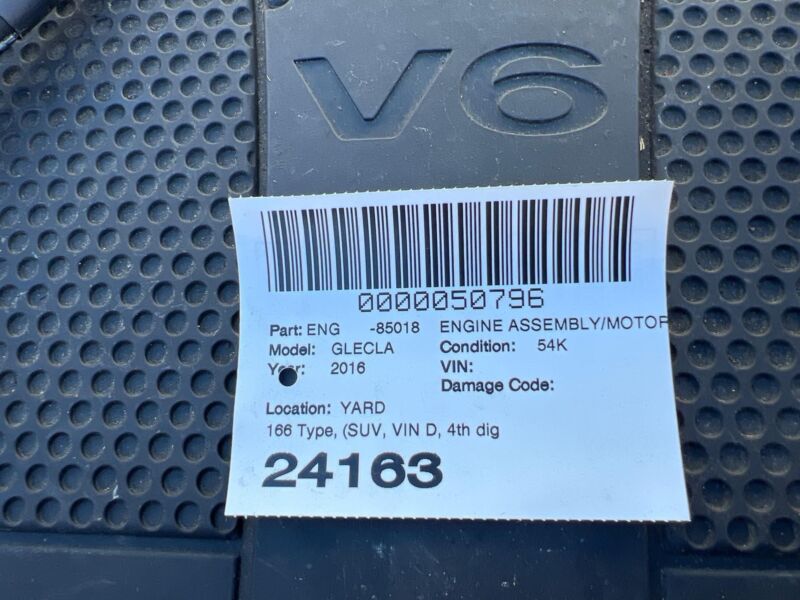 V6
0000050796
Part: ENG -85018 ENGINE ASSEMBLY/MOTOR
Model: GLECLA Condition: 54K
Year: 2016 VIN:
Damage Code:
Location: YARD
166 Type, (SUV, VIN D, 4th dig
24163